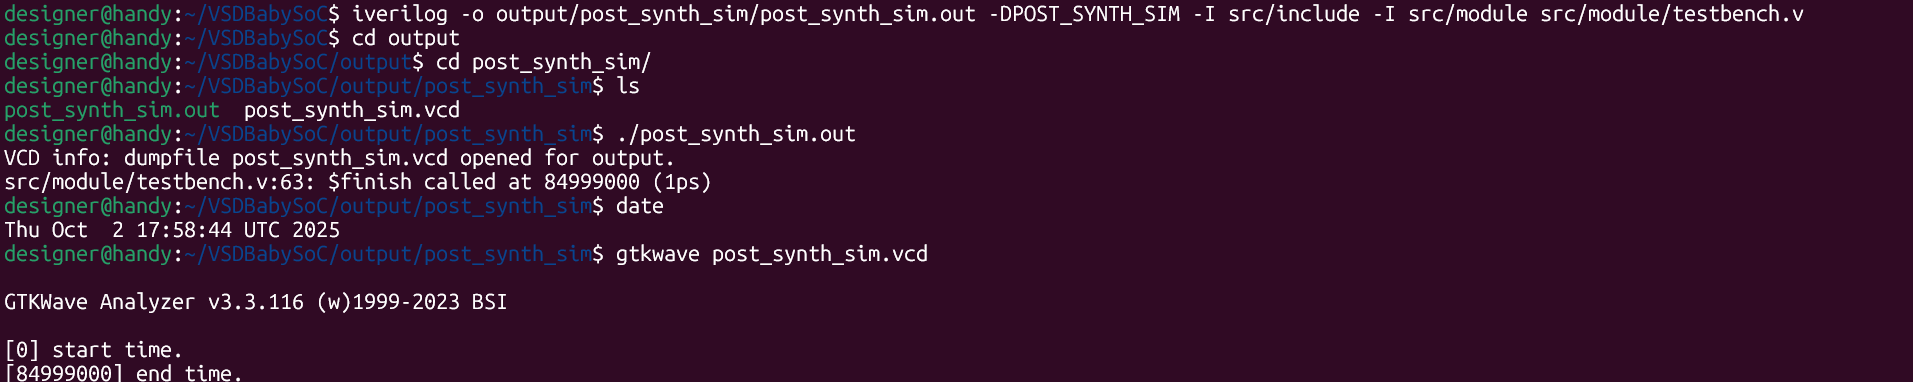 designer@handy:~/VSDBabySoC$ iverilog -o output/post_synth_sim/post_synth_sim.out -DPOST_SYNTH_SIM -I src/include -I src/module src/module/testbench.v
designer@handy:~/VSDBabySoC$ cd output
designer@handy:~/VSDBabySoC/output$ cd post_synth_sim/
designer@handy:~/VSDBabySoC/output/post_synth_sim$ ls
post_synth_sim.out  post_synth_sim.vcd
designer@handy:~/VSDBabySoC/output/post_synth_sim$ ./post_synth_sim.out
VCD info: dumpfile post_synth_sim.vcd opened for output.
src/module/testbench.v:63: $finish called at 84999000 (1ps)
designer@handy:~/VSDBabySoC/output/post_synth_sim$ date
Thu Oct  2 17:58:44 UTC 2025
designer@handy:~/VSDBabySoC/output/post_synth_sim$ gtkwave post_synth_sim.vcd
GTKWave Analyzer v3.3.116 (w)1999-2023 BSI
[0] start time.
[84999000] end time.